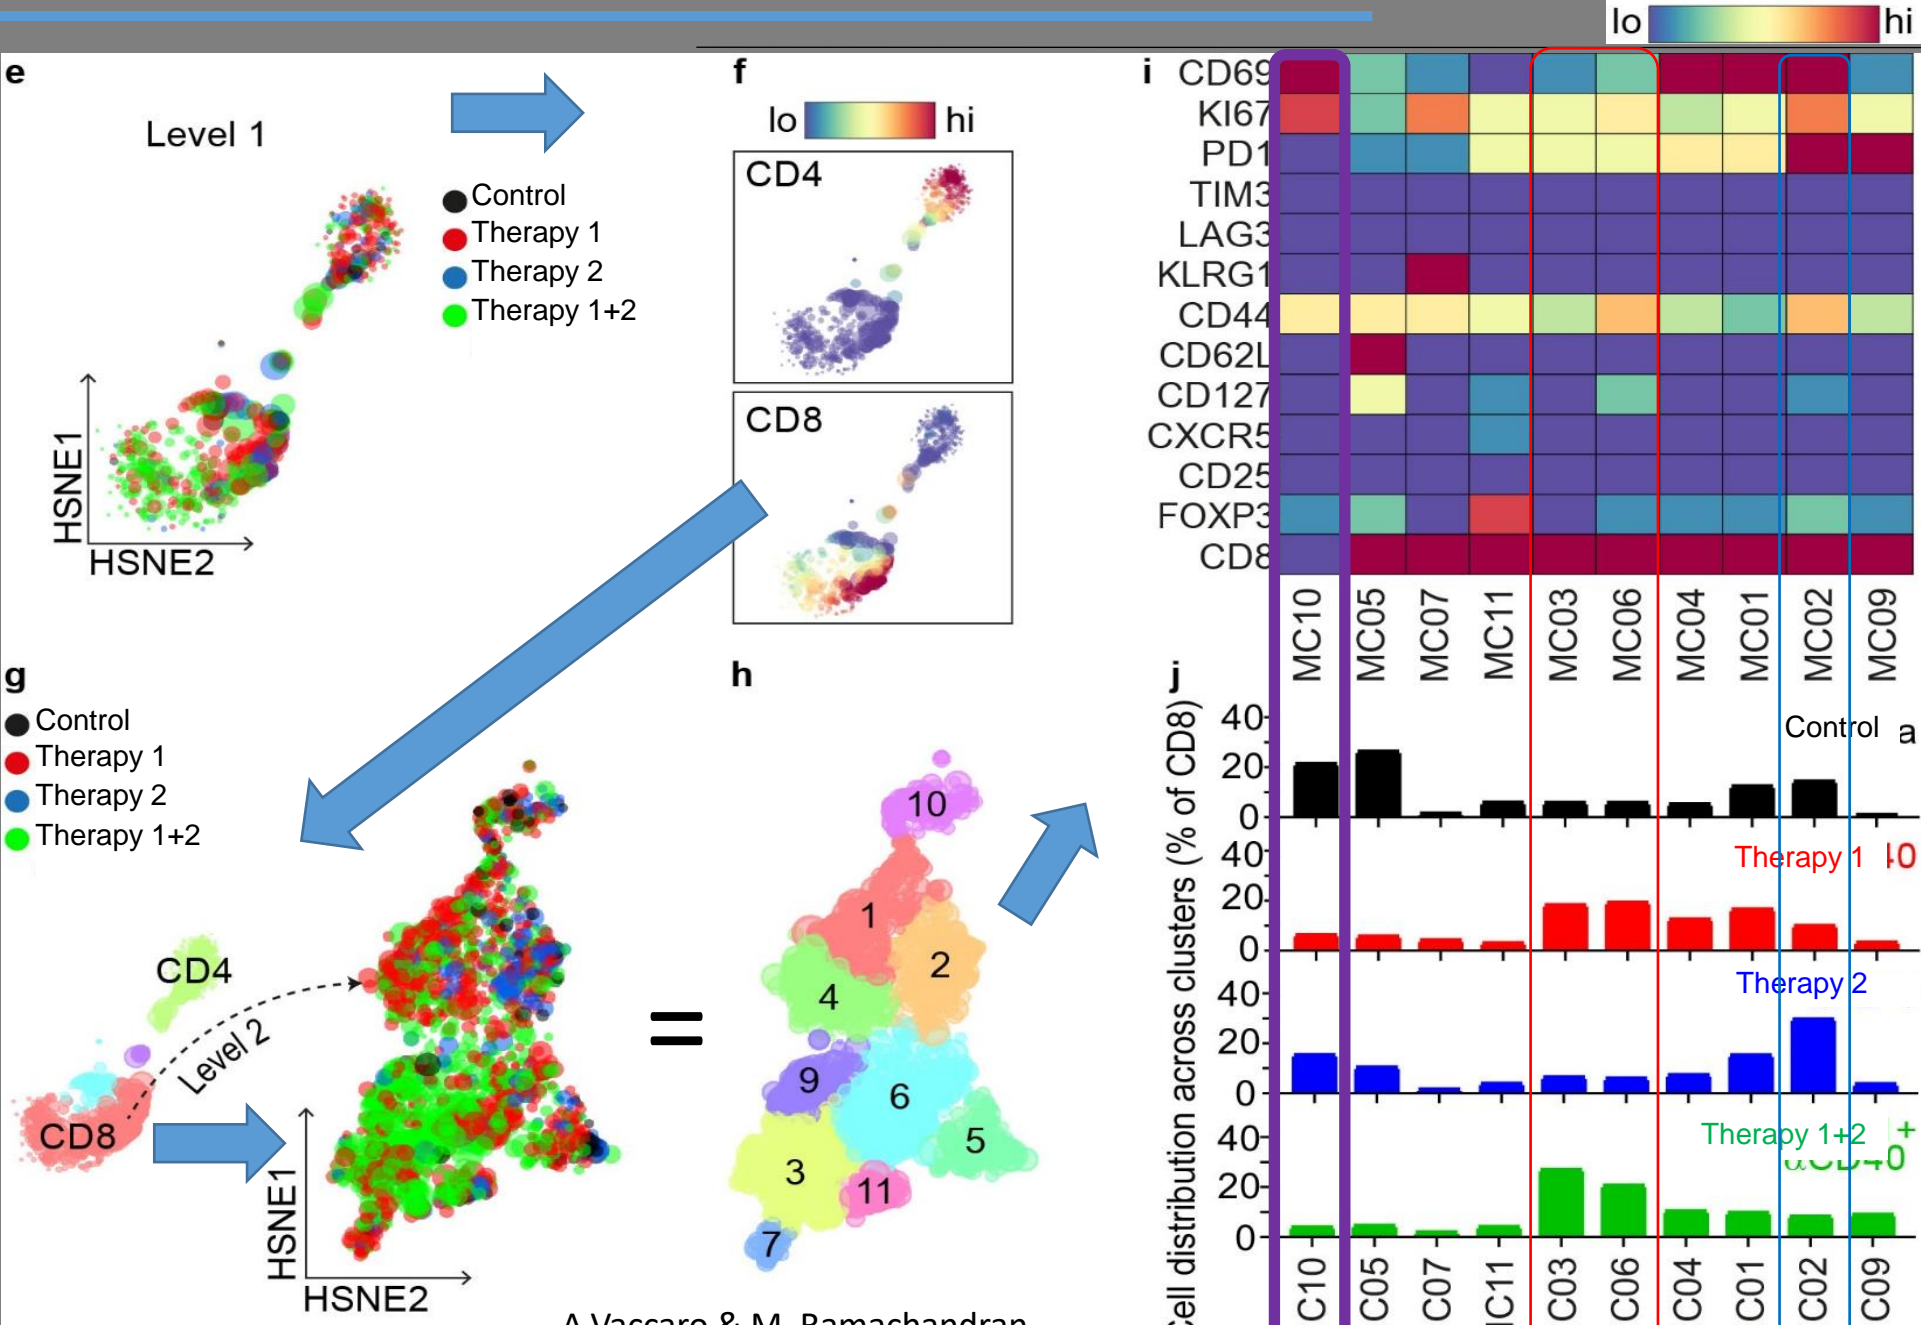 lo hi
e
Level 1
Control
Therapy 1
Therapy 2
Therapy 1+2
HSNE1
HSNE2
f
lo hi
CD4
CD8
g
Control
Therapy 1
Therapy 2
Therapy 1+2
CD4
Level 2
CD8
HSNE1
HSNE2
=
h
10
1
2
4
9
6
5
3
11
7
i
CD69
KI67
PD1
TIM3
LAG3
KLRG1
CD44
CD62L
CD127
CXCR5
CD25
FOXP3
CD8
MC10 MC05 MC07 MC11 MC03 MC06 MC04 MC01 MC02 MC09
j
Cell distribution across clusters (% of CD8)
40
20
0
Control a
40
20
0
Therapy 1 40
40
20
0
Therapy 2
40
20
0
Therapy 1+2 +
αCD40
C10 C05 C07 C11 C03 C06 C04 C01 C02 C09
A Vaccaro & M. Ramachandran